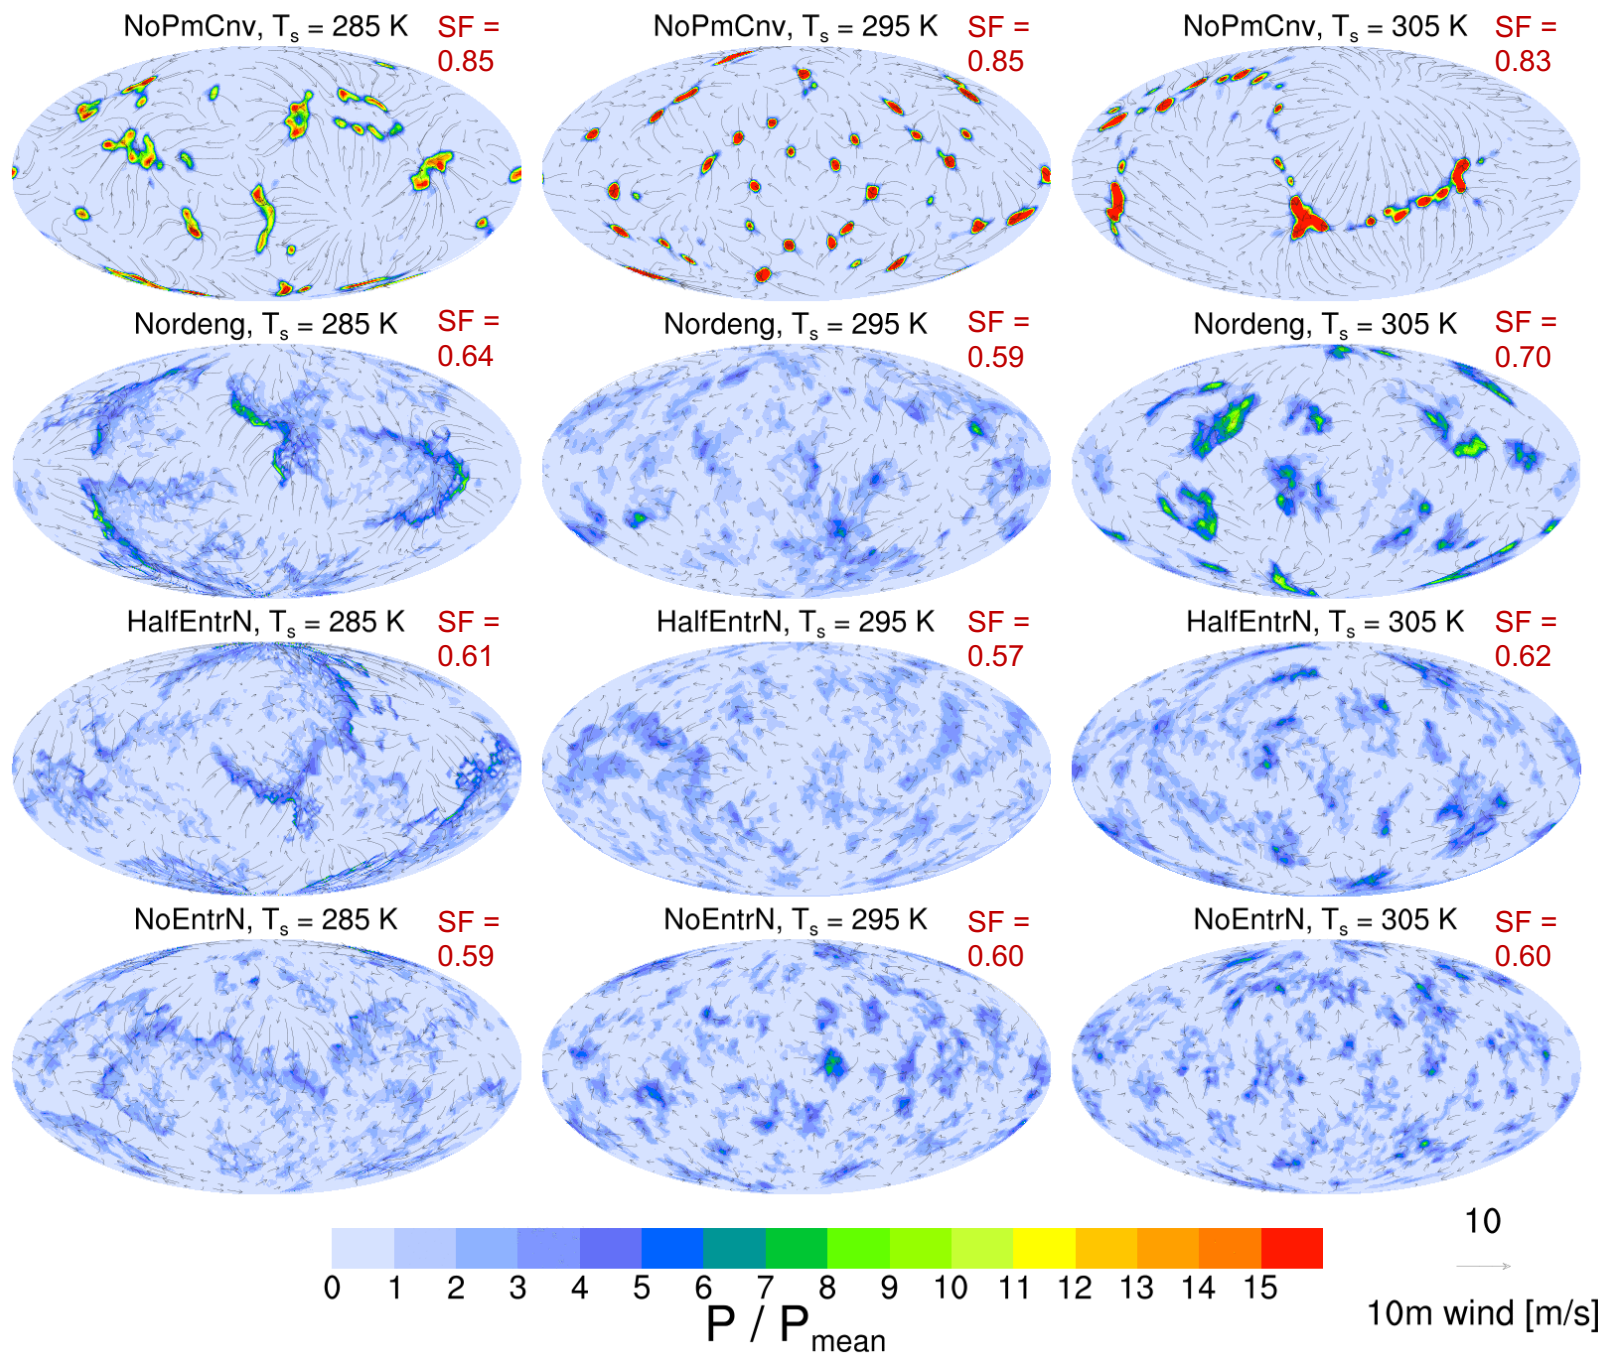 NoPmCnv, Ts = 285 K
SF =
0.85
NoPmCnv, Ts = 295 K
SF =
0.85
NoPmCnv, Ts = 305 K
SF =
0.83
Nordeng, Ts = 285 K
SF =
0.64
Nordeng, Ts = 295 K
SF =
0.59
Nordeng, Ts = 305 K
SF =
0.70
HalfEntrN, Ts = 285 K
SF =
0.61
HalfEntrN, Ts = 295 K
SF =
0.57
HalfEntrN, Ts = 305 K
SF =
0.62
NoEntrN, Ts = 285 K
SF =
0.59
NoEntrN, Ts = 295 K
SF =
0.60
NoEntrN, Ts = 305 K
SF =
0.60
0 1 2 3 4 5 6 7 8 9 10 11 12 13 14 15
P / Pmean
10
10m wind [m/s]